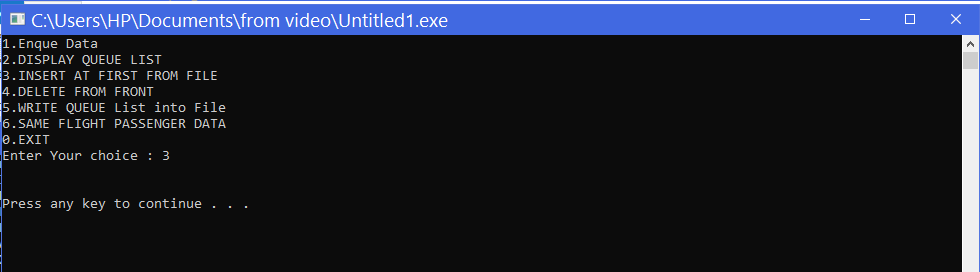 C:\Users\HP\Documents\from video\Untitled1.exe
1.Enque Data
2.DISPLAY QUEUE LIST
3.INSERT AT FIRST FROM FILE
4.DELETE FROM FRONT
5.WRITE QUEUE List into File
6.SAME FLIGHT PASSENGER DATA
0.EXIT
Enter Your choice : 3
Press any key to continue . . .